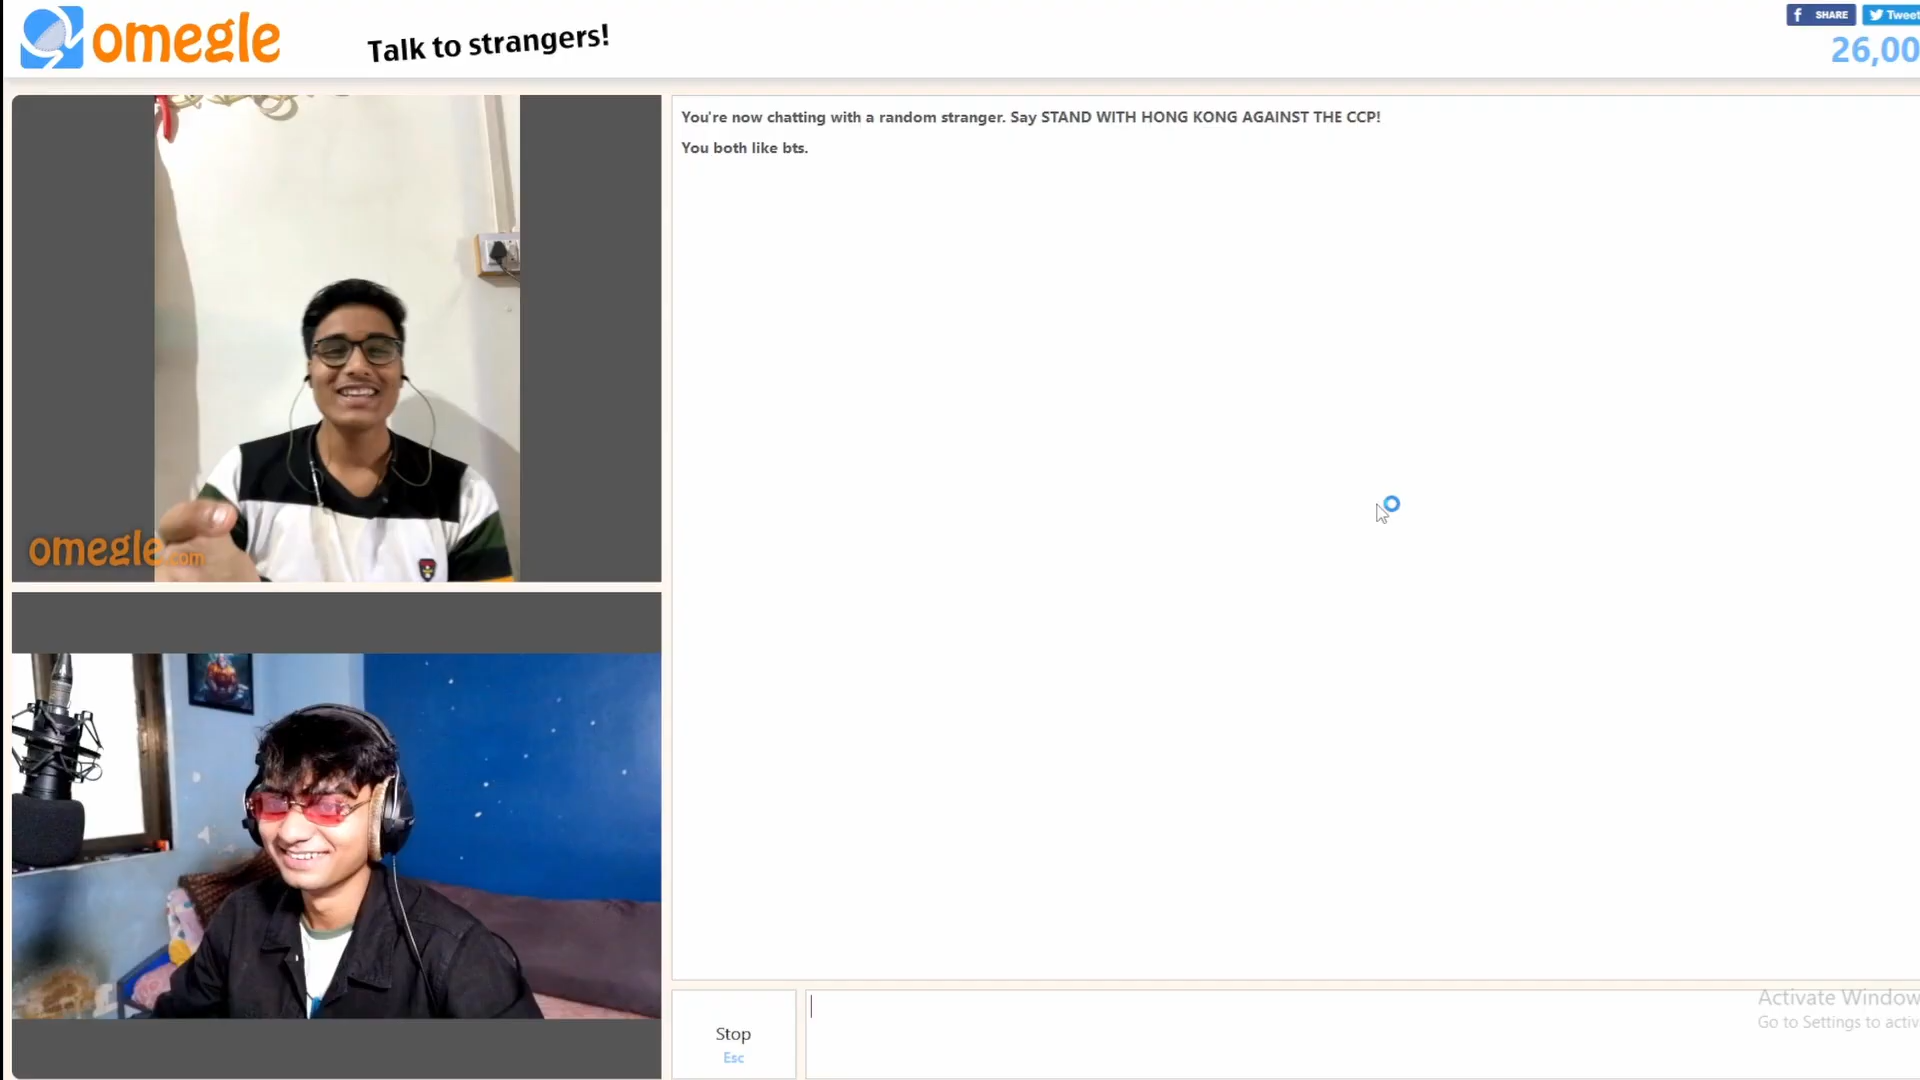 omegle
Talk to strangers!
f SHARE
Tweet
26,00
You're now chatting with a random stranger. Say STAND WITH HONG KONG AGAINST THE CCP!
You both like bts.
omegle.com
Stop
Esc
Activate Window
Go to Settings to activ